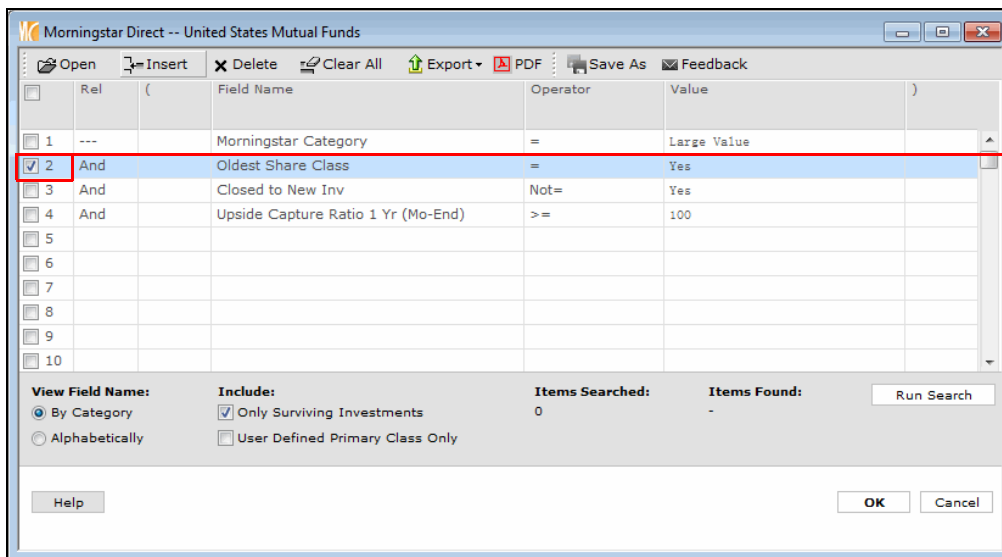 Morningstar Direct -- United States Mutual Funds
Open Insert Delete Clear All Export PDF Save As Feedback
Rel ( Field Name Operator Value )
1 --- Morningstar Category = Large Value
2 And Oldest Share Class = Yes
3 And Closed to New Inv Not= Yes
4 And Upside Capture Ratio 1 Yr (Mo-End) >= 100
5
6
7
8
9
10
View Field Name: Include: Items Searched: Items Found: Run Search
By Category Only Surviving Investments 0 -
Alphabetically User Defined Primary Class Only
Help OK Cancel